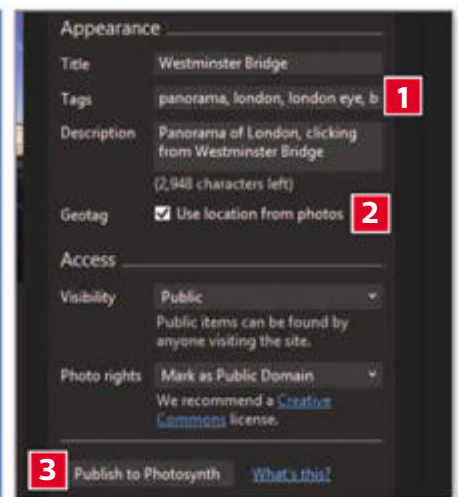 Appearance
Title Westminster Bridge
Tags panorama, london, london eye, b 1
Description Panorama of London, clicking
from Westminster Bridge
(2,948 characters left)
Geotag Use location from photos 2
Access
Visibility Public
Public items can be found by
anyone visiting the site.
Photo rights Mark as Public Domain
We recommend a Creative
Commons license.
3 Publish to Photosynth What's this?